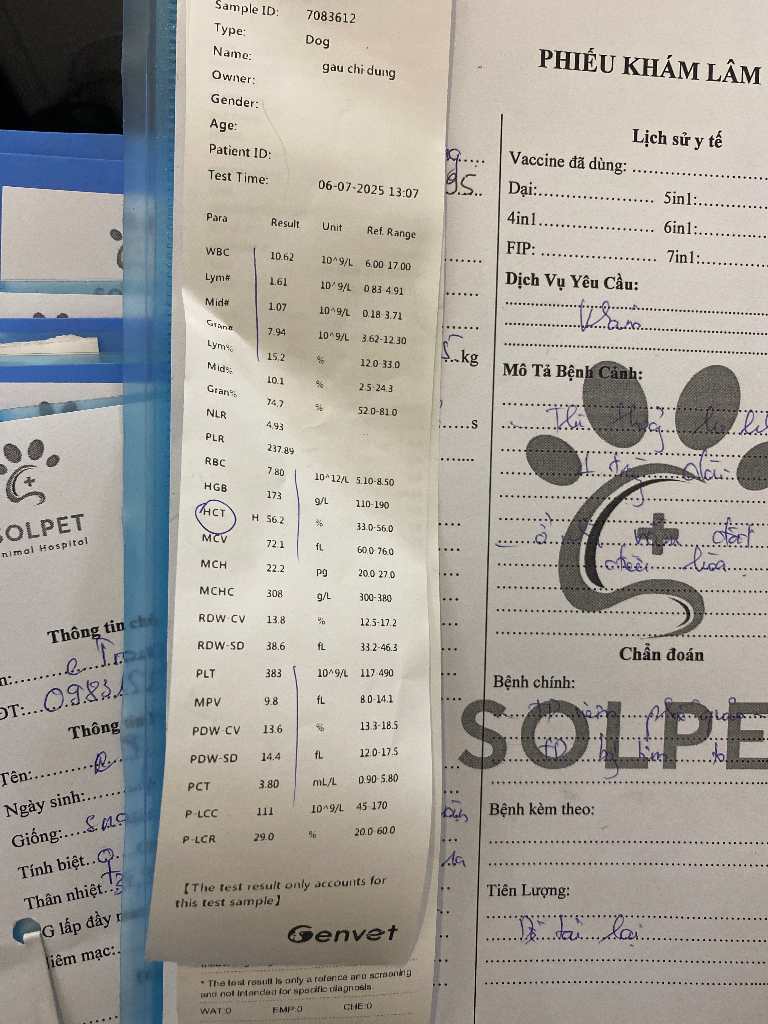 Sample ID: 7083612
Type: Dog
Name: gau chi dung
Owner:
Gender:
Age:
Patient ID:
Test Time: 06-07-2025 13:07
Para Result Unit Ref. Range
WBC 10.62 10^9/L 6.00-17.00
Lym# 1.61 10^9/L 0.83-4.91
Mid# 1.07 10^9/L 0.18-3.71
Gran# 7.94 10^9/L 3.62-12.30
Lym% 15.2 % 12.0-33.0
Mid% 10.1 % 2.5-24.3
Gran% 74.7 % 52.0-81.0
NLR 4.93
PLR 237.89
RBC 7.80 10^12/L 5.10-8.50
HGB 173 g/L 110-190
HCT H 56.2 % 33.0-56.0
MCV 72.1 fL 60.0-76.0
MCH 22.2 pg 20.0-27.0
MCHC 308 g/L 300-380
RDW-CV 13.8 % 12.5-17.2
RDW-SD 38.6 fL 33.2-46.3
PLT 383 10^9/L 117-490
MPV 9.8 fL 8.0-14.1
PDW-CV 13.6 % 13.3-18.5
PDW-SD 14.4 fL 12.0-17.5
PCT 3.80 mL/L 0.90-5.80
P-LCC 111 10^9/L 45-170
P-LCR 29.0 % 20.0-60.0
【The test result only accounts for
this test sample】
Genvet
* The test result is only a refence and screening
and not intended for specific diagnosis.
WAT:0 EMP:0 CHE:0
PHIẾU KHÁM LÂM
Lịch sử y tế
Vaccine đã dùng:
Dại: 5in1:
4in1 6in1:
FIP: 7in1:
Dịch Vụ Yêu Cầu:
Khám
kg
Mô Tả Bệnh Cảnh:
s
Chẩn đoán
Bệnh chính:
SOLPE
Bệnh kèm theo:
Tiên Lượng:
Dễ tái lại
SOLPET
Animal Hospital
Thông tin
ĐT: 0983
Thông
Tên:
Ngày sinh:
Giống:
Tính biệt
Thân nhiệt
G lấp đầy
iêm mạc: